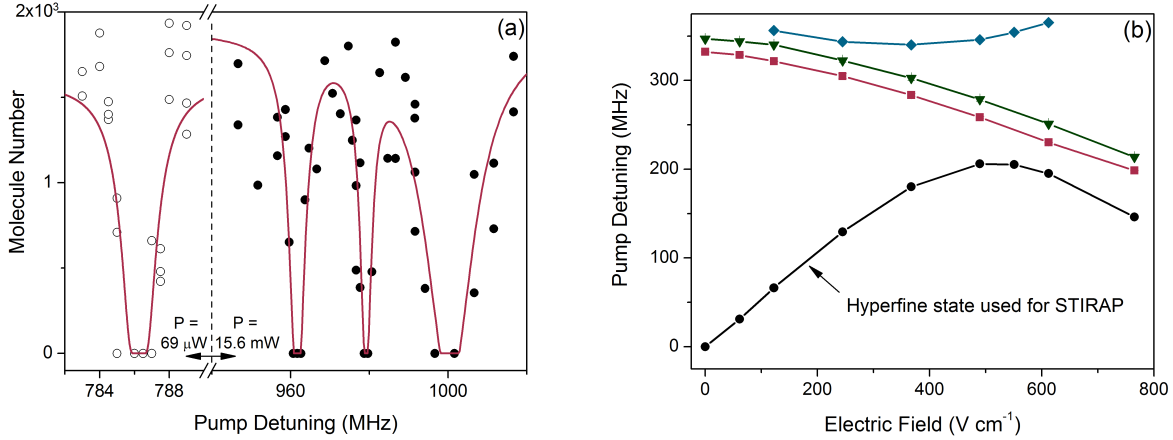 2x10³
(a)
1
0
Molecule Number
P =
69 μW
P =
15.6 mW
784
788
960
1000
Pump Detuning (MHz)
(b)
300
200
100
0
Pump Detuning (MHz)
Hyperfine state used for STIRAP
0
200
400
600
800
Electric Field (V cm⁻¹)